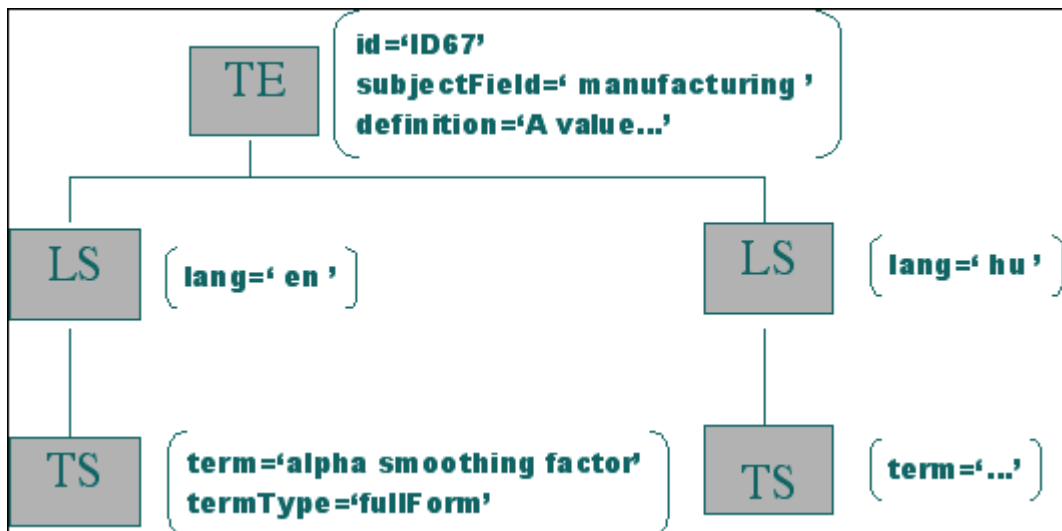 TE
id=‘ID67’
subjectField=‘ manufacturing ’
definition=‘A value...’
LS
lang=‘ en ’
LS
lang=‘ hu ’
TS
term=‘alpha smoothing factor’
termType=‘fullForm’
TS
term=‘...’